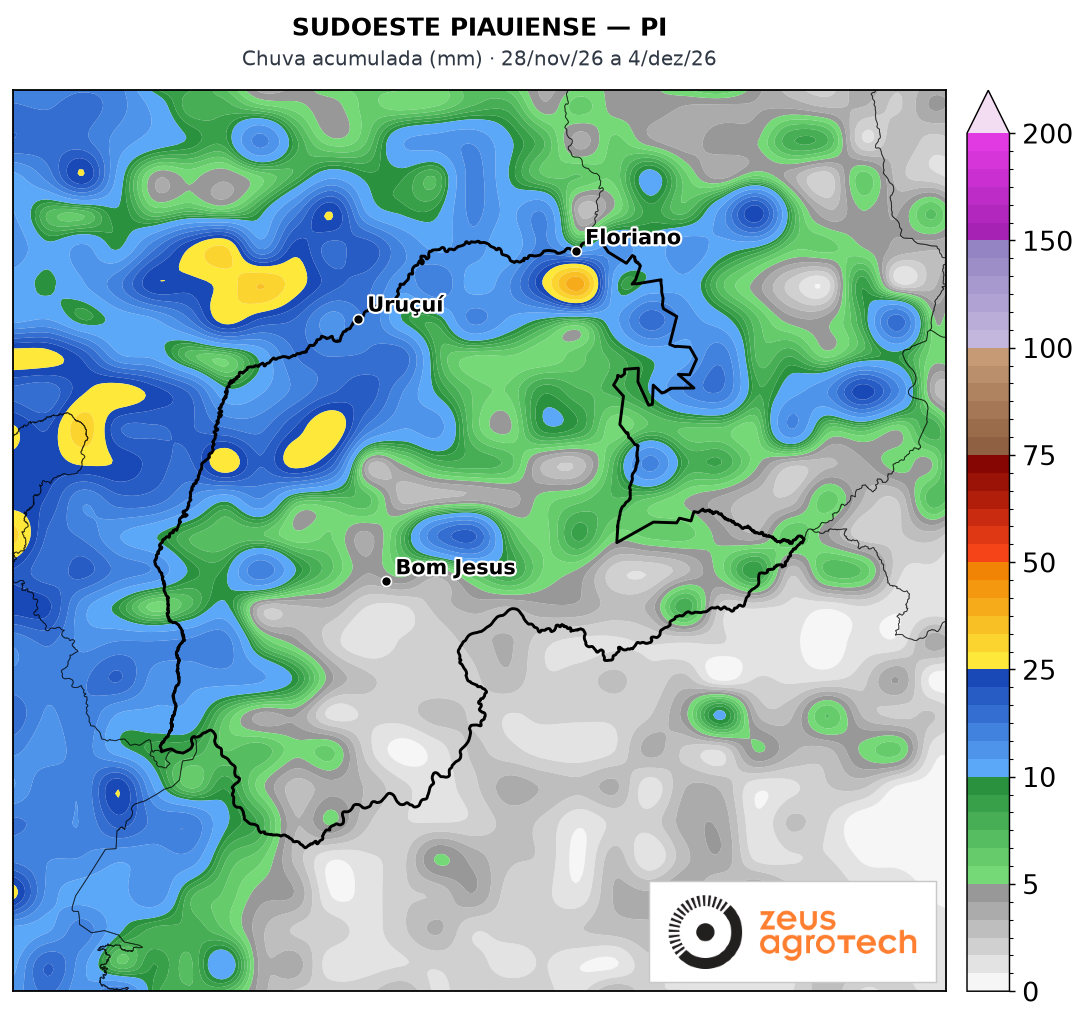 SUDOESTE PIAUIENSE — PI
Chuva acumulada (mm) · 28/nov/26 a 4/dez/26
Floriano
Uruçuí
Bom Jesus
200
150
100
75
50
25
10
5
0
zeus
agrotech